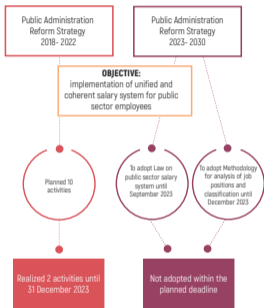 Public Administration
Reform Strategy
2018- 2022
Public Administration
Reform Strategy
2023- 2030
OBJECTIVE:
implementation of unified and
coherent salary system for public
sector employees
Planned 10
activities
To adopt Law on
public sector salary
system until
September 2023
To adopt Methodology
for analysis of job
positions and
classification until
December 2023
Realized 2 activities until
31 December 2023
Not adopted within the
planned deadline